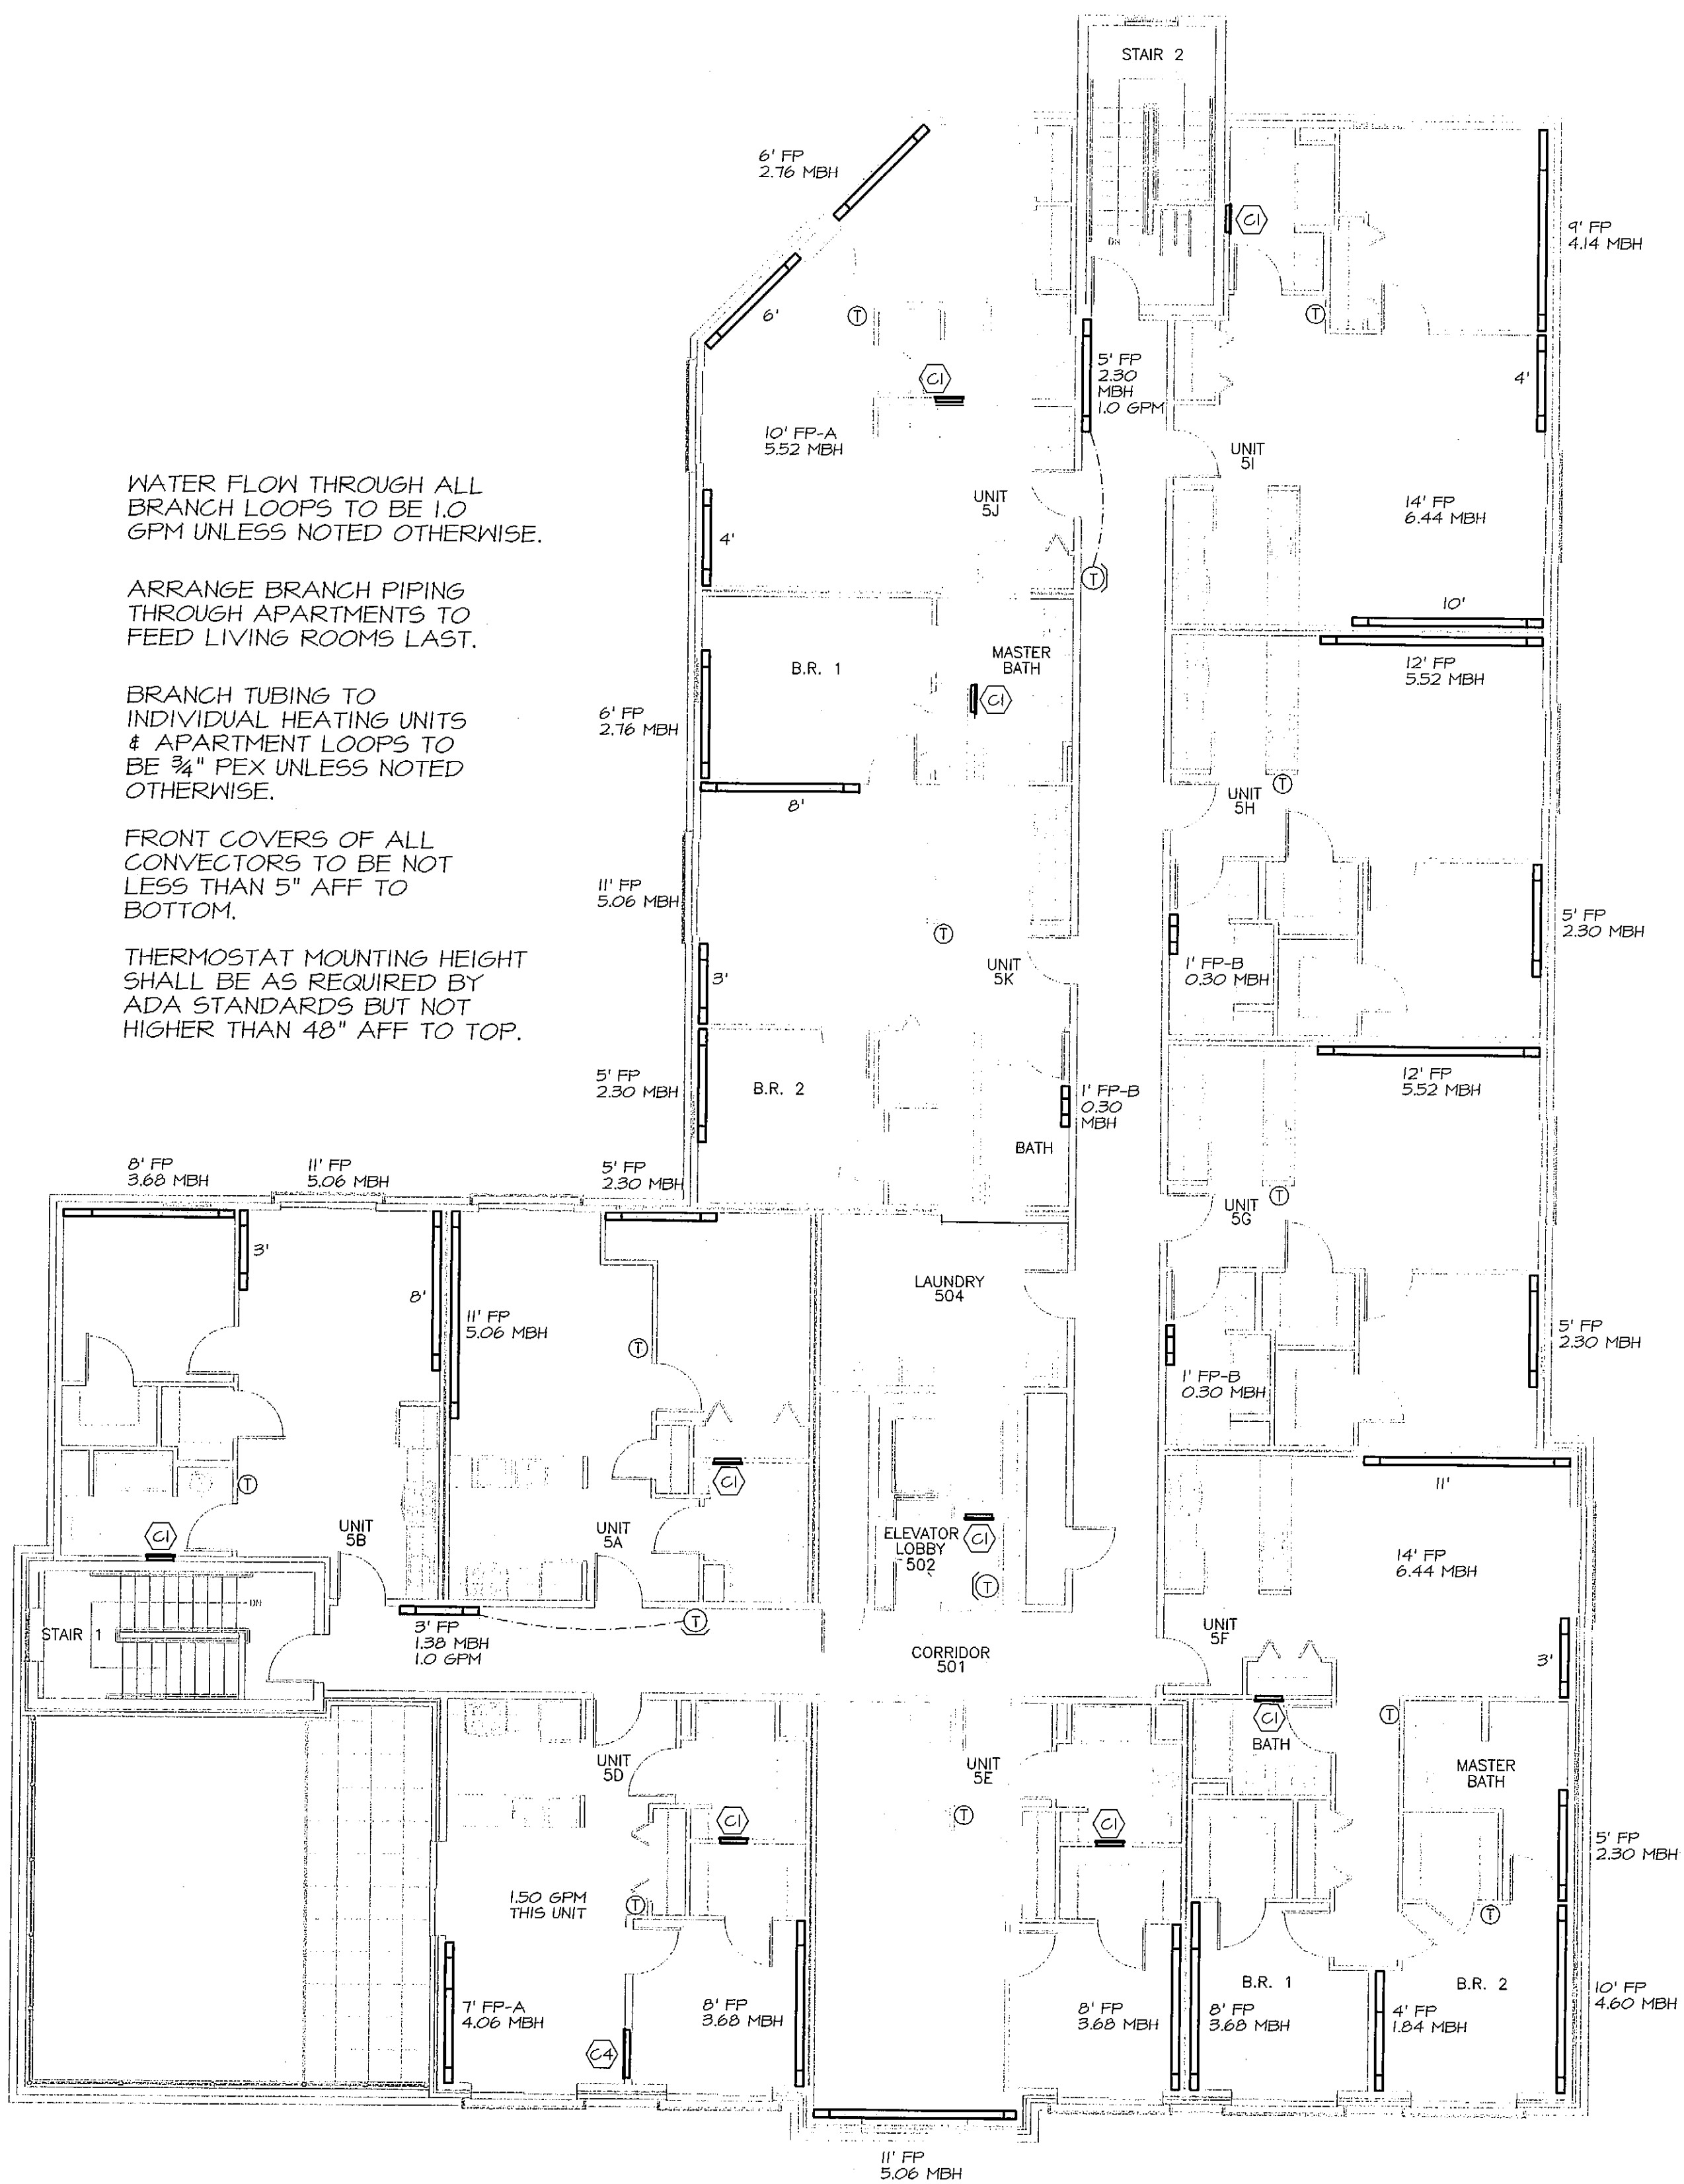 STAIR 2
DN
6' FP
2.76 MBH
C1
9' FP
4.14 MBH
6'
T
T
C1
5' FP
2.30
MBH
1.0 GPM
4'
10' FP-A
5.52 MBH
UNIT
5I
WATER FLOW THROUGH ALL
BRANCH LOOPS TO BE 1.0
GPM UNLESS NOTED OTHERWISE.
ARRANGE BRANCH PIPING
THROUGH APARTMENTS TO
FEED LIVING ROOMS LAST.
BRANCH TUBING TO
INDIVIDUAL HEATING UNITS
& APARTMENT LOOPS TO
BE 3/4" PEX UNLESS NOTED
OTHERWISE.
FRONT COVERS OF ALL
CONVECTORS TO BE NOT
LESS THAN 5" AFF TO
BOTTOM.
THERMOSTAT MOUNTING HEIGHT
SHALL BE AS REQUIRED BY
ADA STANDARDS BUT NOT
HIGHER THAN 48" AFF TO TOP.
UNIT
5J
14' FP
6.44 MBH
4'
T
10'
B.R. 1
MASTER
BATH
12' FP
5.52 MBH
6' FP
2.76 MBH
C1
8'
T
UNIT
5H
11' FP
5.06 MBH
T
5' FP
2.30 MBH
3'
UNIT
5K
1' FP-B
0.30 MBH
5' FP
2.30 MBH
B.R. 2
1' FP-B
0.30
MBH
12' FP
5.52 MBH
BATH
8' FP
3.68 MBH
11' FP
5.06 MBH
5' FP
2.30 MBH
T
UNIT
5G
3'
8'
LAUNDRY
504
11' FP
5.06 MBH
T
5' FP
2.30 MBH
1' FP-B
0.30 MBH
T
C1
11'
UNIT
5B
C1
UNIT
5A
ELEVATOR
LOBBY
502
C1
T
14' FP
6.44 MBH
DN
STAIR 1
3' FP
1.38 MBH
1.0 GPM
T
CORRIDOR
501
UNIT
5F
3'
C1
T
BATH
UNIT
5D
UNIT
5E
MASTER
BATH
C1
T
C1
5' FP
2.30 MBH
1.50 GPM
THIS UNIT
T
T
7' FP-A
4.06 MBH
8' FP
3.68 MBH
8' FP
3.68 MBH
B.R. 1
8' FP
3.68 MBH
B.R. 2
4' FP
1.84 MBH
10' FP
4.60 MBH
C4
11' FP
5.06 MBH